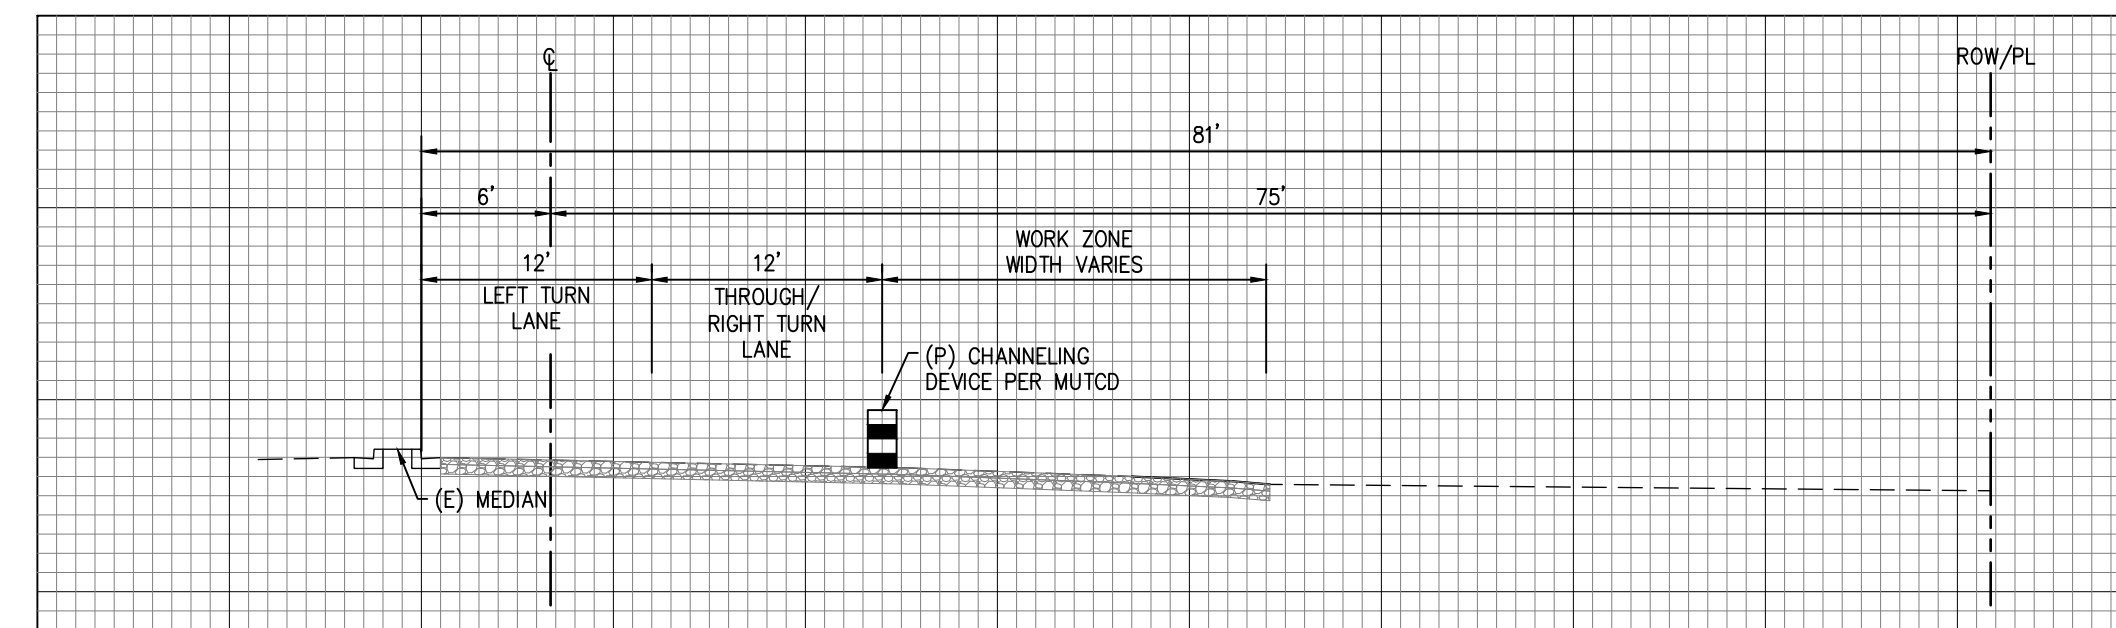 ℄
ROW/PL
81'
6'
75'
WORK ZONE
WIDTH VARIES
12'
12'
LEFT TURN
LANE
THROUGH/
RIGHT TURN
LANE
(P) CHANNELING
DEVICE PER MUTCD
(E) MEDIAN